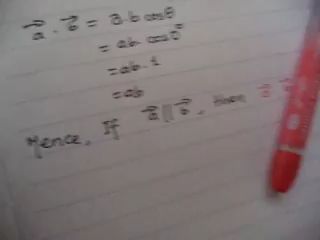 a⃗ . b⃗ = a.b cosθ
= ab cos0°
= ab. 1
= ab
Hence, If a⃗ || b⃗, then a⃗